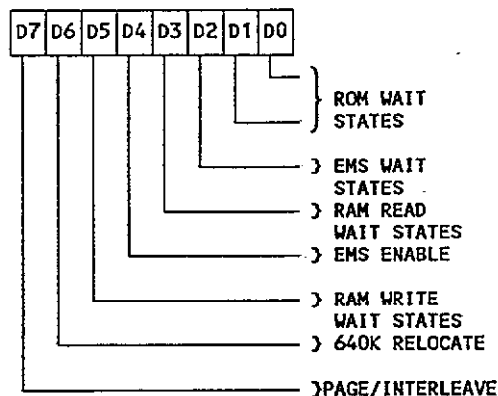 D7 D6 D5 D4 D3 D2 D1 D0
ROM WAIT
STATES
EMS WAIT
STATES
RAM READ
WAIT STATES
EMS ENABLE
RAM WRITE
WAIT STATES
640K RELOCATE
PAGE/INTERLEAVE